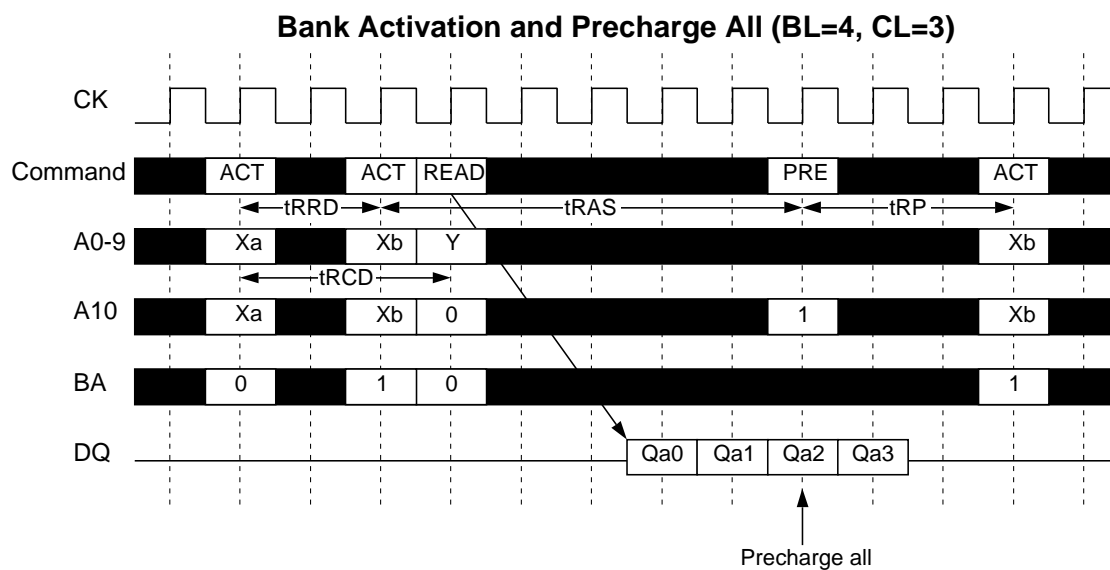 Bank Activation and Precharge All (BL=4, CL=3)
CK
Command ACT ACT READ PRE ACT
tRRD tRAS tRP
A0-9 Xa Xb Y Xb
tRCD
A10 Xa Xb 0 1 Xb
BA 0 1 0 1
DQ Qa0 Qa1 Qa2 Qa3
Precharge all